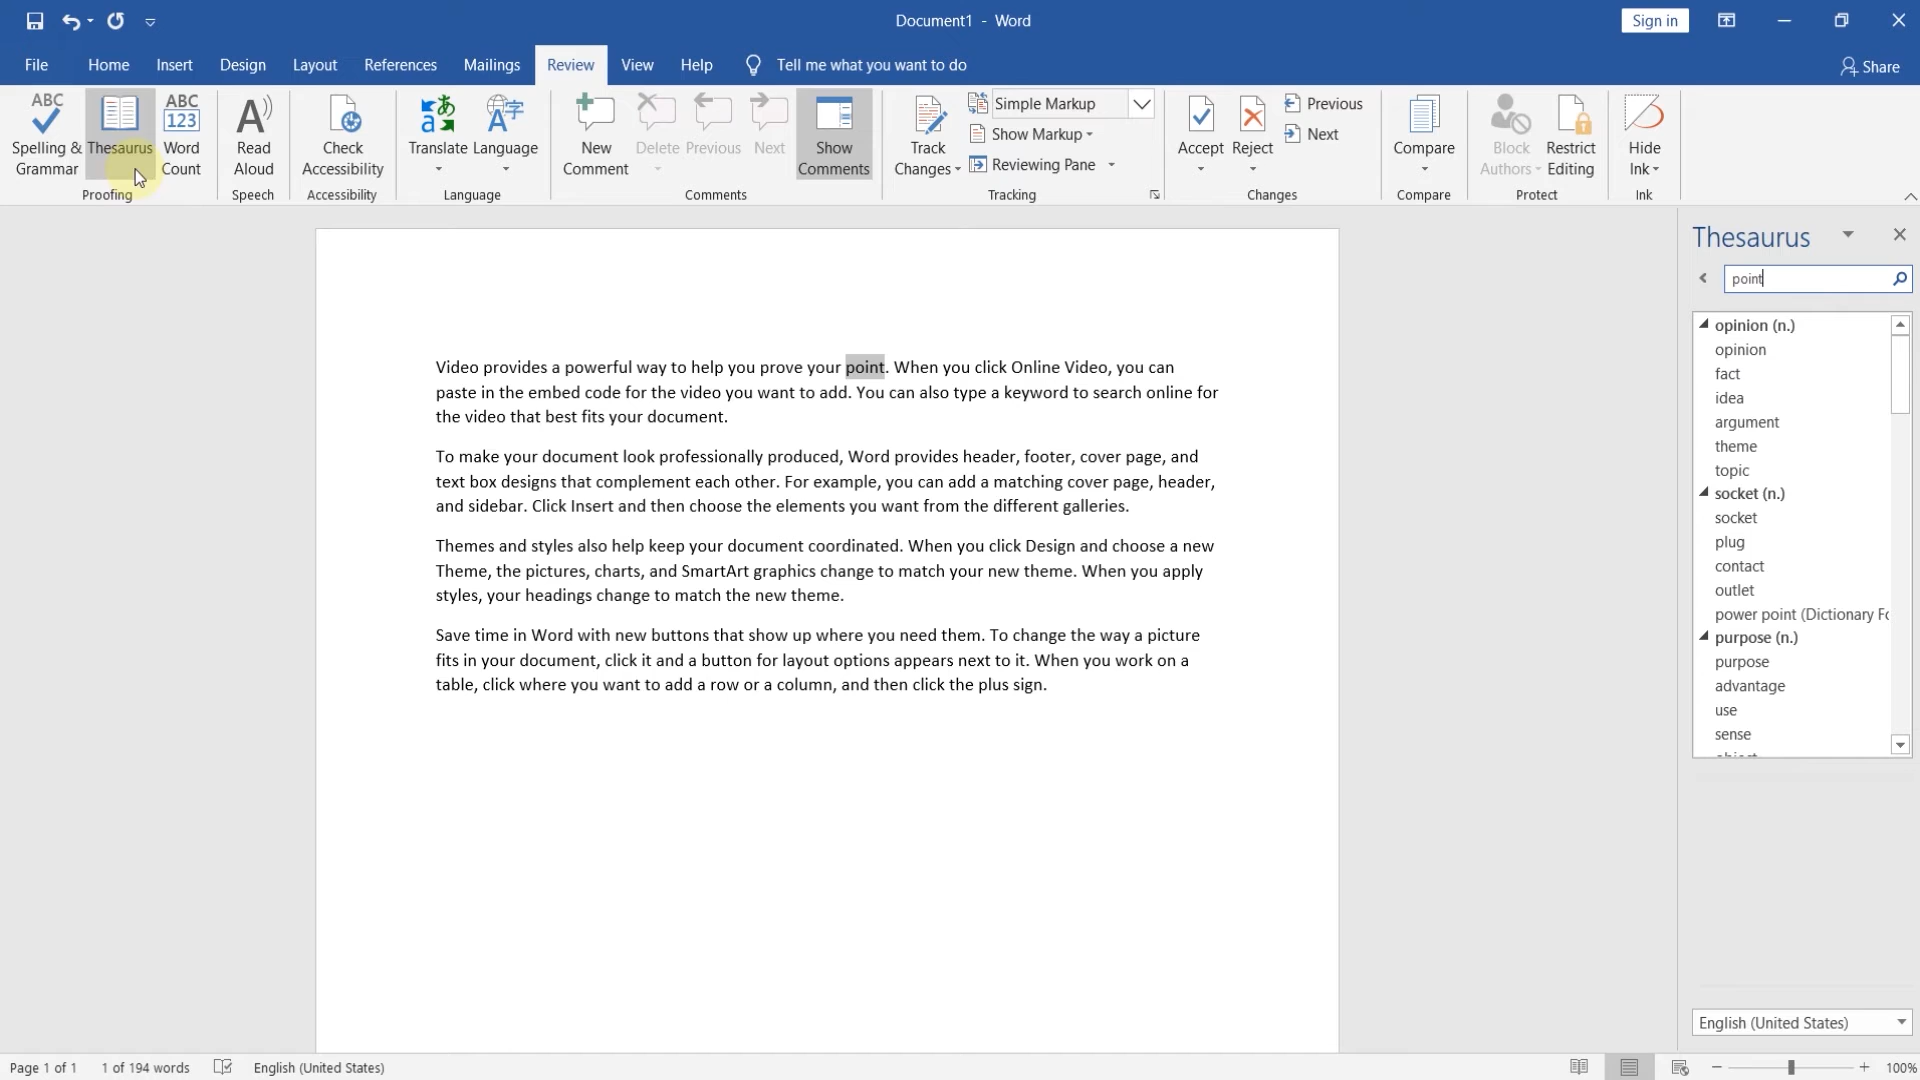 Document1 - Word
Sign in
File Home Insert Design Layout References Mailings Review View Help Tell me what you want to do
Share
ABC
Spelling &
Grammar
Thesaurus
ABC
123
Word
Count
Proofing
A
Read
Aloud
Speech
Check
Accessibility
Accessibility
Translate
Language
Language
New
Comment
Delete
Previous
Next
Show
Comments
Comments
Track
Changes
Simple Markup
Show Markup
Reviewing Pane
Tracking
Accept
Reject
Previous
Next
Changes
Compare
Compare
Block
Authors
Restrict
Editing
Protect
Hide
Ink
Ink
Video provides a powerful way to help you prove your point. When you click Online Video, you can
paste in the embed code for the video you want to add. You can also type a keyword to search online for
the video that best fits your document.
To make your document look professionally produced, Word provides header, footer, cover page, and
text box designs that complement each other. For example, you can add a matching cover page, header,
and sidebar. Click Insert and then choose the elements you want from the different galleries.
Themes and styles also help keep your document coordinated. When you click Design and choose a new
Theme, the pictures, charts, and SmartArt graphics change to match your new theme. When you apply
styles, your headings change to match the new theme.
Save time in Word with new buttons that show up where you need them. To change the way a picture
fits in your document, click it and a button for layout options appears next to it. When you work on a
table, click where you want to add a row or a column, and then click the plus sign.
Thesaurus
point
opinion (n.)
opinion
fact
idea
argument
theme
topic
socket (n.)
socket
plug
contact
outlet
power point (Dictionary Fo
purpose (n.)
purpose
advantage
use
sense
English (United States)
Page 1 of 1 1 of 194 words English (United States)
100%